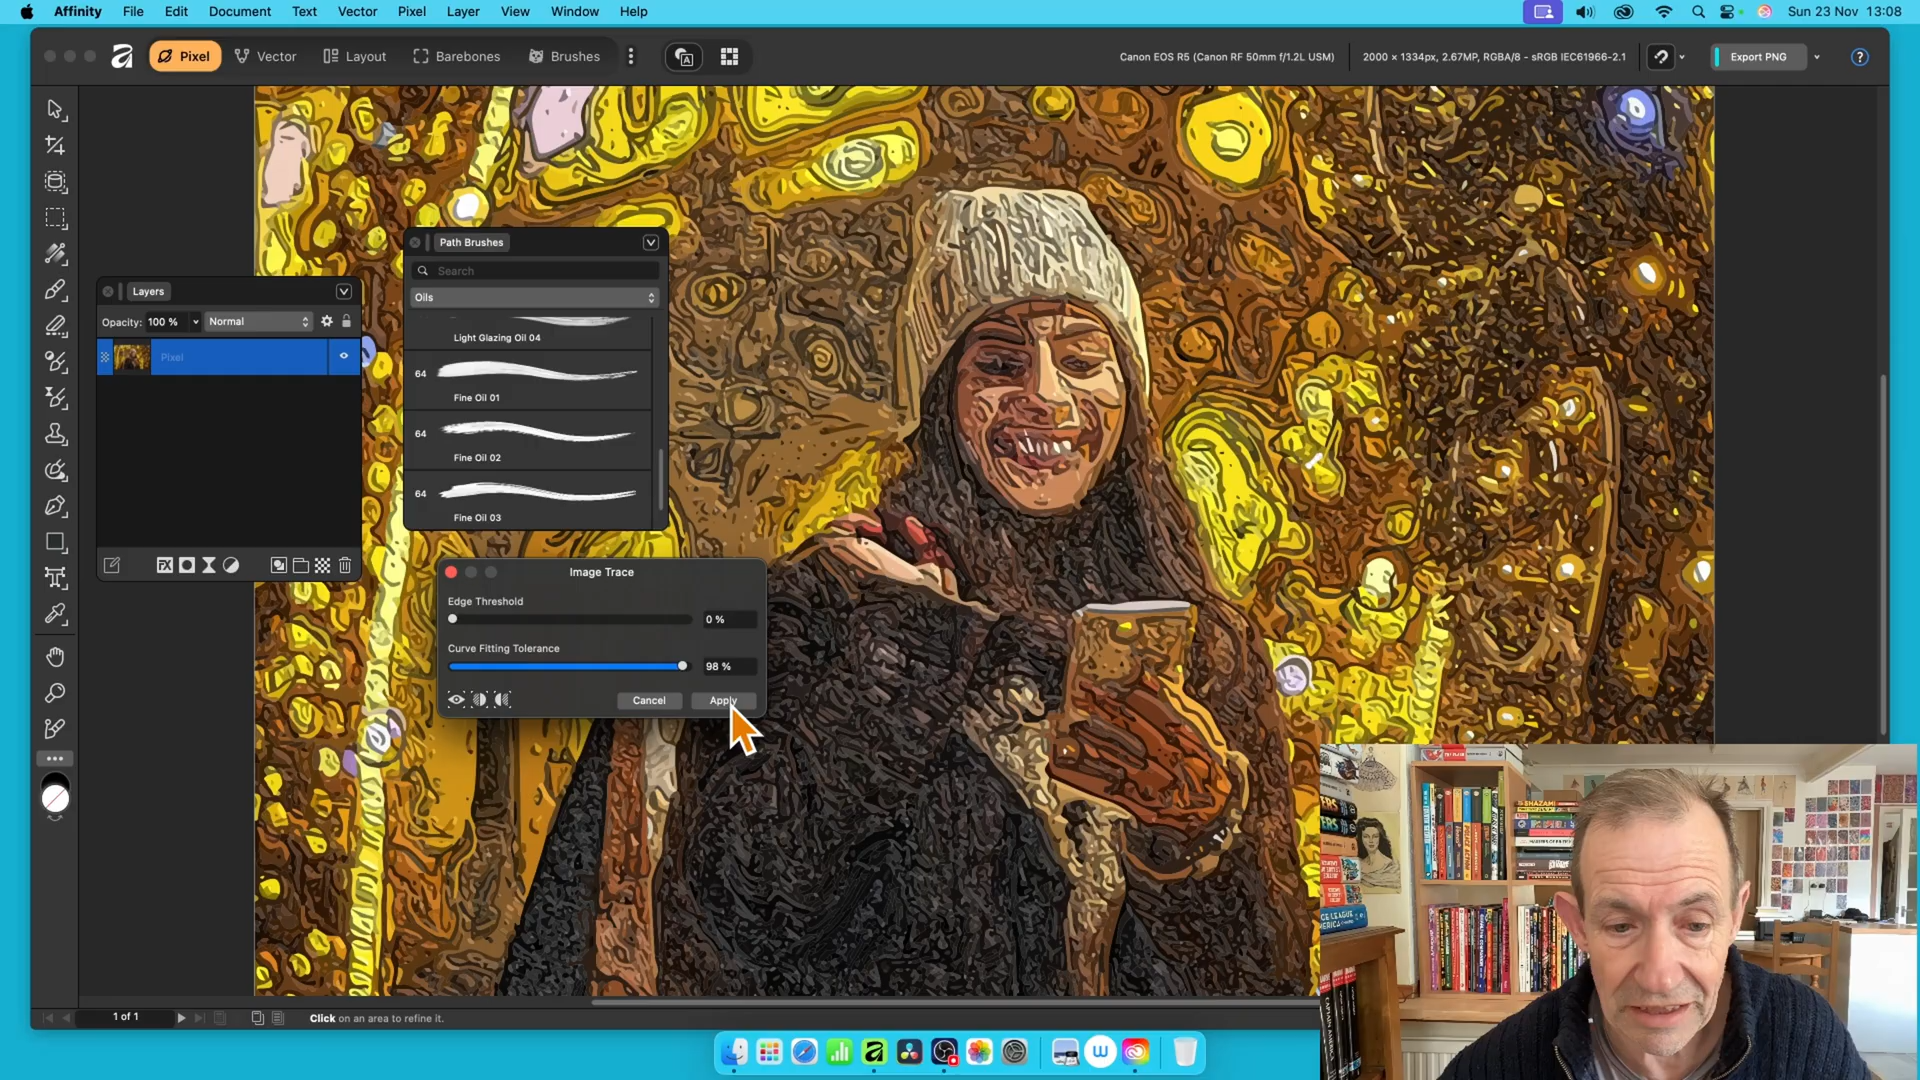 Affinity File Edit Document Text Vector Pixel Layer View Window Help
Sun 23 Nov 13:08
Pixel Vector Layout Barebones Brushes
Canon EOS R5 (Canon RF 50mm f/1.2L USM)
2000 × 1334px, 2.67MP, RGBA/8 - sRGB IEC61966-2.1
Export PNG
?
Layers
Opacity: 100 % Normal
Pixel
FX
Path Brushes
Search
Oils
Light Glazing Oil 04
64
Fine Oil 01
64
Fine Oil 02
64
Fine Oil 03
Image Trace
Edge Threshold
0 %
Curve Fitting Tolerance
98 %
Cancel Apply
1 of 1
Click on an area to refine it.
SHAZAM!